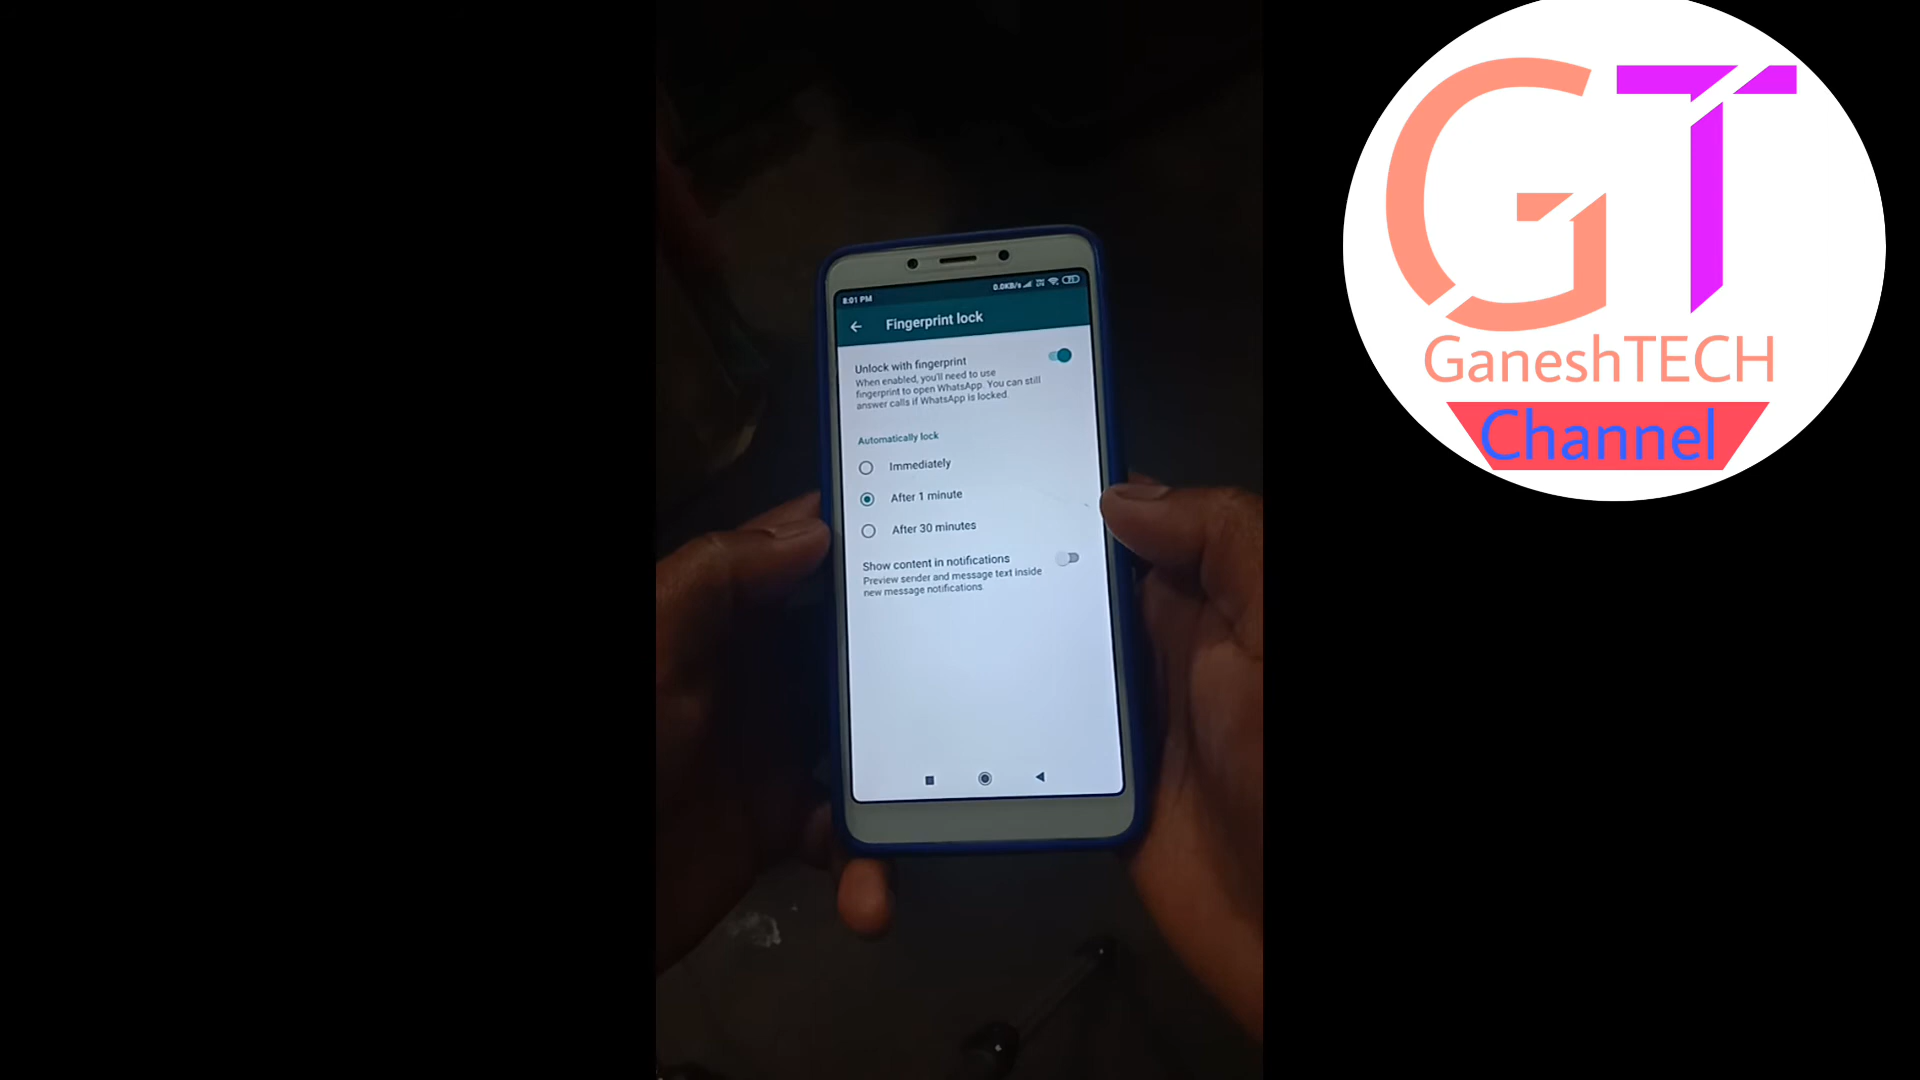 8:01 PM
0.0KB/s
Fingerprint lock
Unlock with fingerprint
When enabled, you'll need to use
fingerprint to open WhatsApp. You can still
answer calls if WhatsApp is locked.
Automatically lock
Immediately
After 1 minute
After 30 minutes
Show content in notifications
Preview sender and message text inside
new message notifications
GT
GaneshTECH
Channel